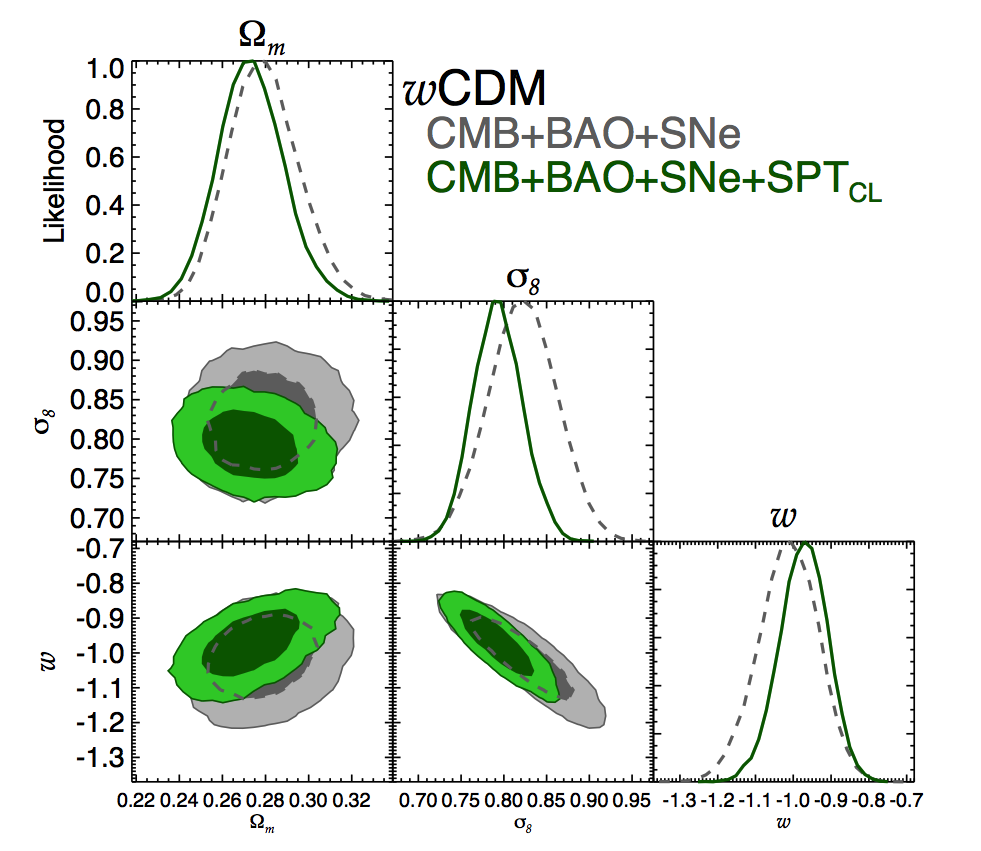 Ωm
wCDM
CMB+BAO+SNe
CMB+BAO+SNe+SPTCL
Likelihood
1.0
0.8
0.6
0.4
0.2
0.0
σ8
σ8
0.95
0.90
0.85
0.80
0.75
0.70
w
w
-0.7
-0.8
-0.9
-1.0
-1.1
-1.2
-1.3
0.22 0.24 0.26 0.28 0.30 0.32
0.70 0.75 0.80 0.85 0.90 0.95
-1.3 -1.2 -1.1 -1.0 -0.9 -0.8 -0.7
Ωm
σ8
w